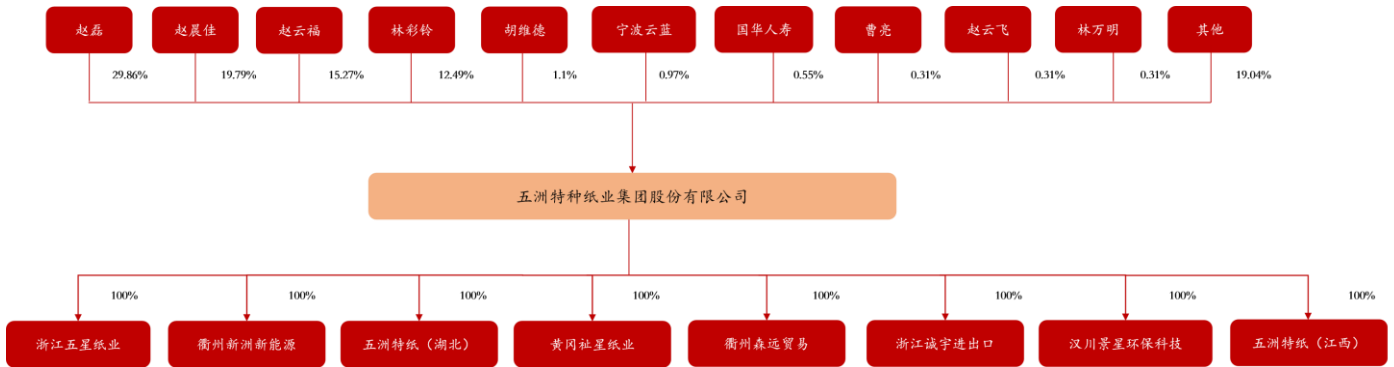 赵磊 赵晨佳 赵云福 林彩铃 胡维德 宁波云蓝 国华人寿 曹亮 赵云飞 林万明 其他
29.86% 19.79% 15.27% 12.49% 1.1% 0.97% 0.55% 0.31% 0.31% 0.31% 19.04%
五洲特种纸业集团股份有限公司
100% 100% 100% 100% 100% 100% 100% 100%
浙江五星纸业 衢州新洲新能源 五洲特纸（湖北） 黄冈祉星纸业 衢州森远贸易 浙江诚宇进出口 汉川景星环保科技 五洲特纸（江西）